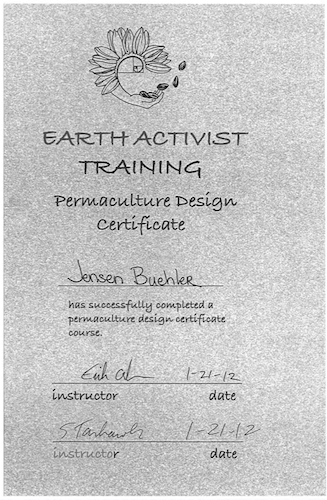 EARTH ACTIVIST
TRAINING
Permaculture Design
Certificate
Jensen Buehler
has successfully completed a
permaculture design certificate
course.
1-21-12
instructor date
1-21-12
instructor date